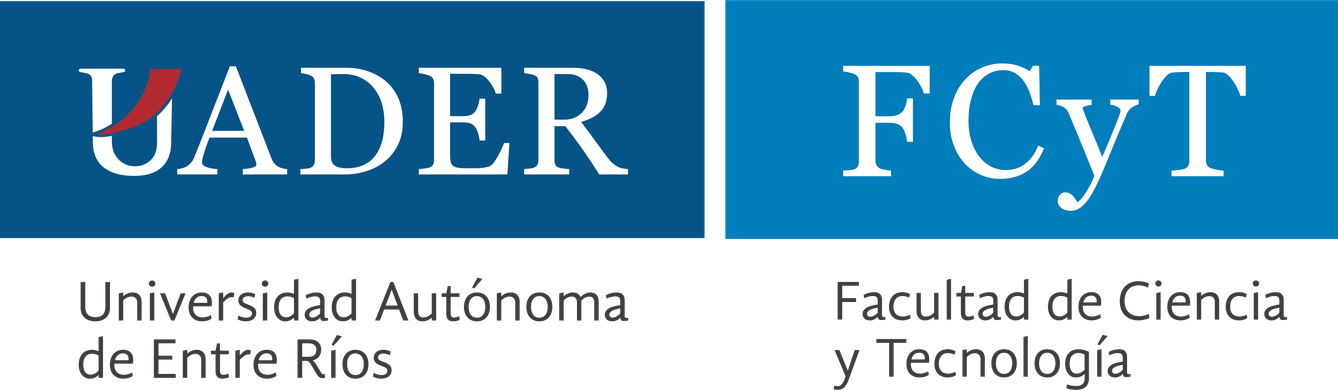 UADER
Universidad Autónoma
de Entre Ríos
FCyT
Facultad de Ciencia
y Tecnología